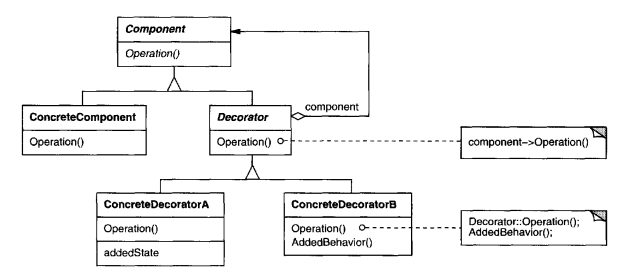 Component
Operation()
component
ConcreteComponent
Operation()
Decorator
Operation()
component–>Operation()
ConcreteDecoratorA
Operation()
addedState
ConcreteDecoratorB
Operation()
AddedBehavior()
Decorator::Operation();
AddedBehavior();